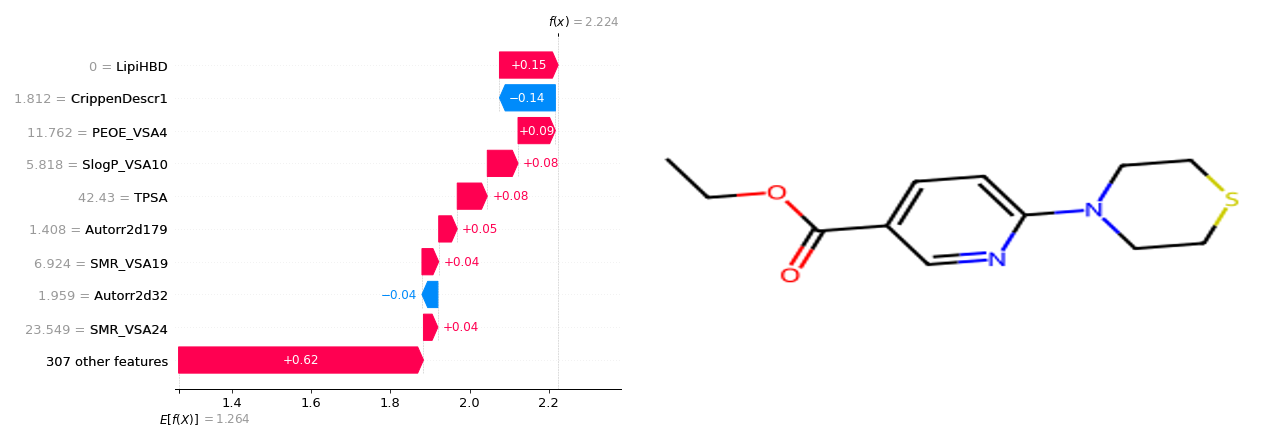 f(x) = 2.224
0 = LipiHBD
+0.15
1.812 = CrippenDescr1
−0.14
11.762 = PEOE_VSA4
+0.09
5.818 = SlogP_VSA10
+0.08
42.43 = TPSA
+0.08
1.408 = Autorr2d179
+0.05
6.924 = SMR_VSA19
+0.04
1.959 = Autorr2d32
−0.04
23.549 = SMR_VSA24
+0.04
307 other features
+0.62
1.4 1.6 1.8 2.0 2.2
E[f(X)] = 1.264
O
O
N
N
S